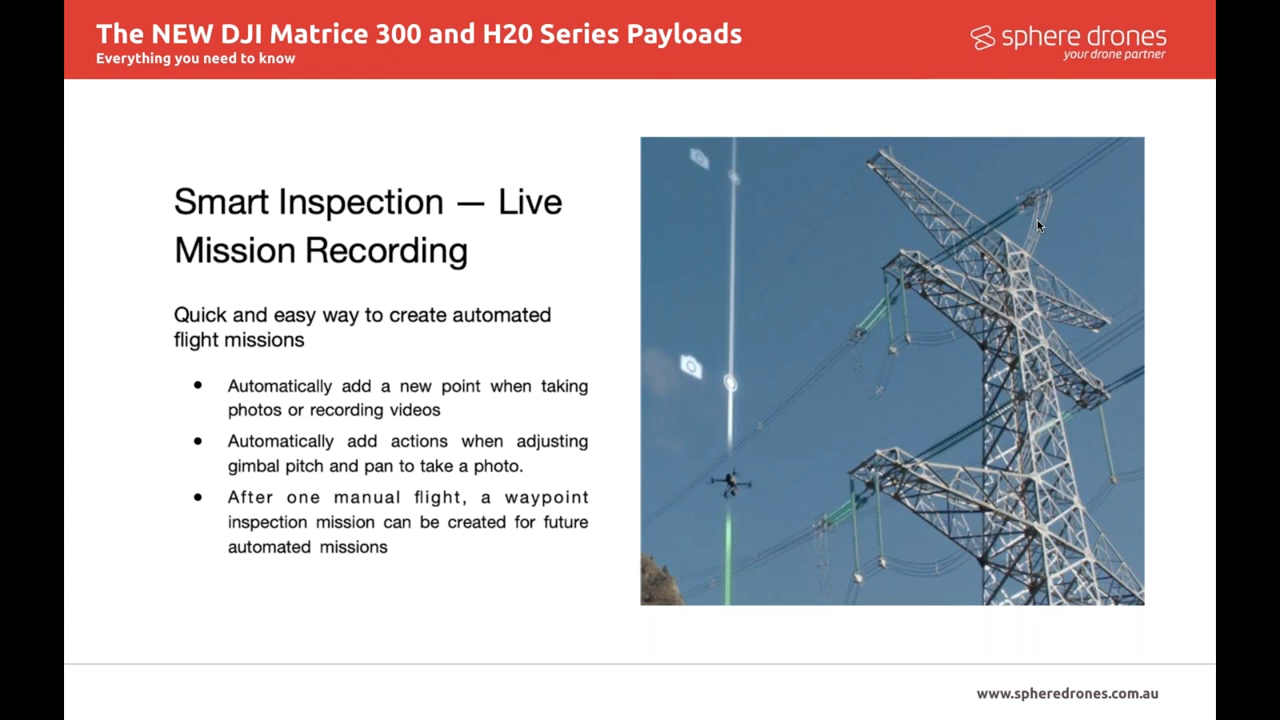 The NEW DJI Matrice 300 and H20 Series Payloads
Everything you need to know
sphere drones
your drone partner
Smart Inspection — Live
Mission Recording
Quick and easy way to create automated
flight missions
● Automatically add a new point when taking
photos or recording videos
● Automatically add actions when adjusting
gimbal pitch and pan to take a photo.
● After one manual flight, a waypoint
inspection mission can be created for future
automated missions
www.spheredrones.com.au